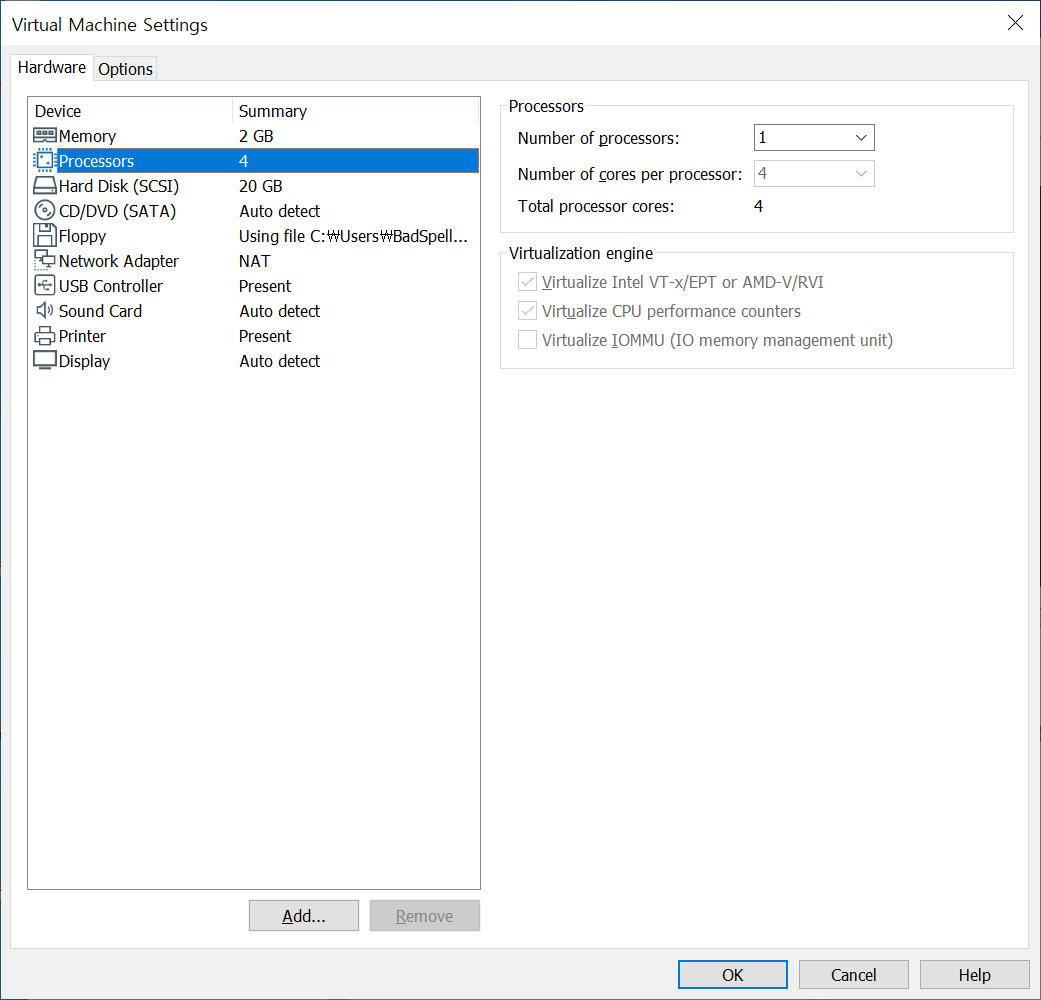 Virtual Machine Settings
Hardware Options
Device Summary
Memory 2 GB
Processors 4
Hard Disk (SCSI) 20 GB
CD/DVD (SATA) Auto detect
Floppy Using file C:₩Users₩BadSpell...
Network Adapter NAT
USB Controller Present
Sound Card Auto detect
Printer Present
Display Auto detect
Add... Remove
Processors
Number of processors: 1
Number of cores per processor: 4
Total processor cores: 4
Virtualization engine
Virtualize Intel VT-x/EPT or AMD-V/RVI
Virtualize CPU performance counters
Virtualize IOMMU (IO memory management unit)
OK Cancel Help